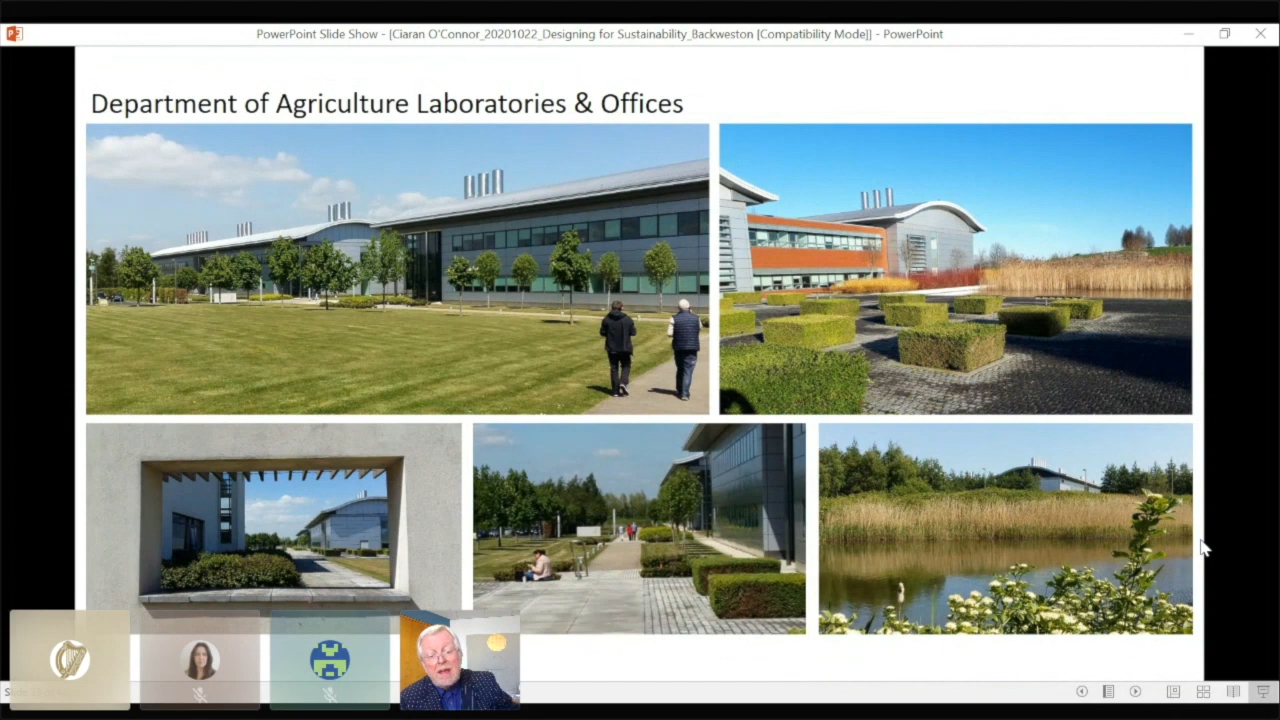 PowerPoint Slide Show - [Ciaran O'Connor_20201022_Designing for Sustainability_Backweston [Compatibility Mode]] - PowerPoint
Department of Agriculture Laboratories & Offices